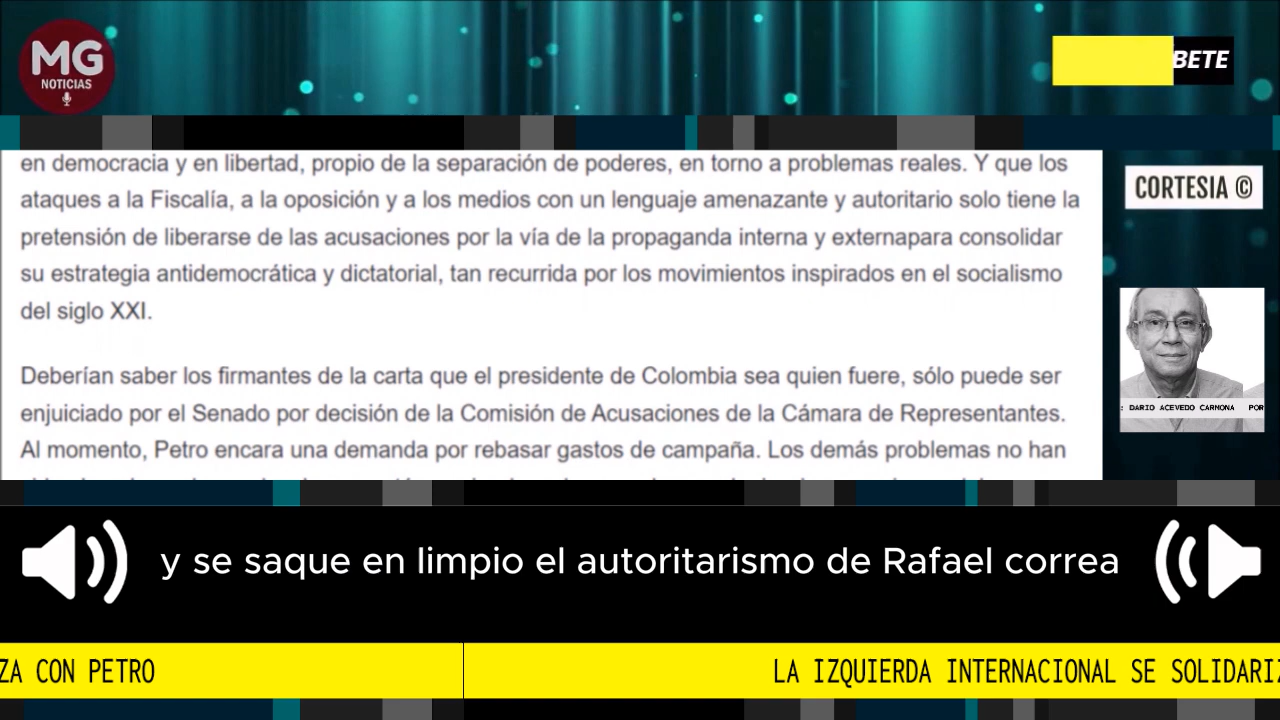 MG
NOTICIAS
BETE
en democracia y en libertad, propio de la separación de poderes, en torno a problemas reales. Y que los
ataques a la Fiscalía, a la oposición y a los medios con un lenguaje amenazante y autoritario solo tiene la
pretensión de liberarse de las acusaciones por la vía de la propaganda interna y externapara consolidar
su estrategia antidemocrática y dictatorial, tan recurrida por los movimientos inspirados en el socialismo
del siglo XXI.
Deberían saber los firmantes de la carta que el presidente de Colombia sea quien fuere, sólo puede ser
enjuiciado por el Senado por decisión de la Comisión de Acusaciones de la Cámara de Representantes.
Al momento, Petro encara una demanda por rebasar gastos de campaña. Los demás problemas no han
CORTESIA ©
: DARIO ACEVEDO CARMONA POR
y se saque en limpio el autoritarismo de Rafael correa
ZA CON PETRO
LA IZQUIERDA INTERNACIONAL SE SOLIDARIZ